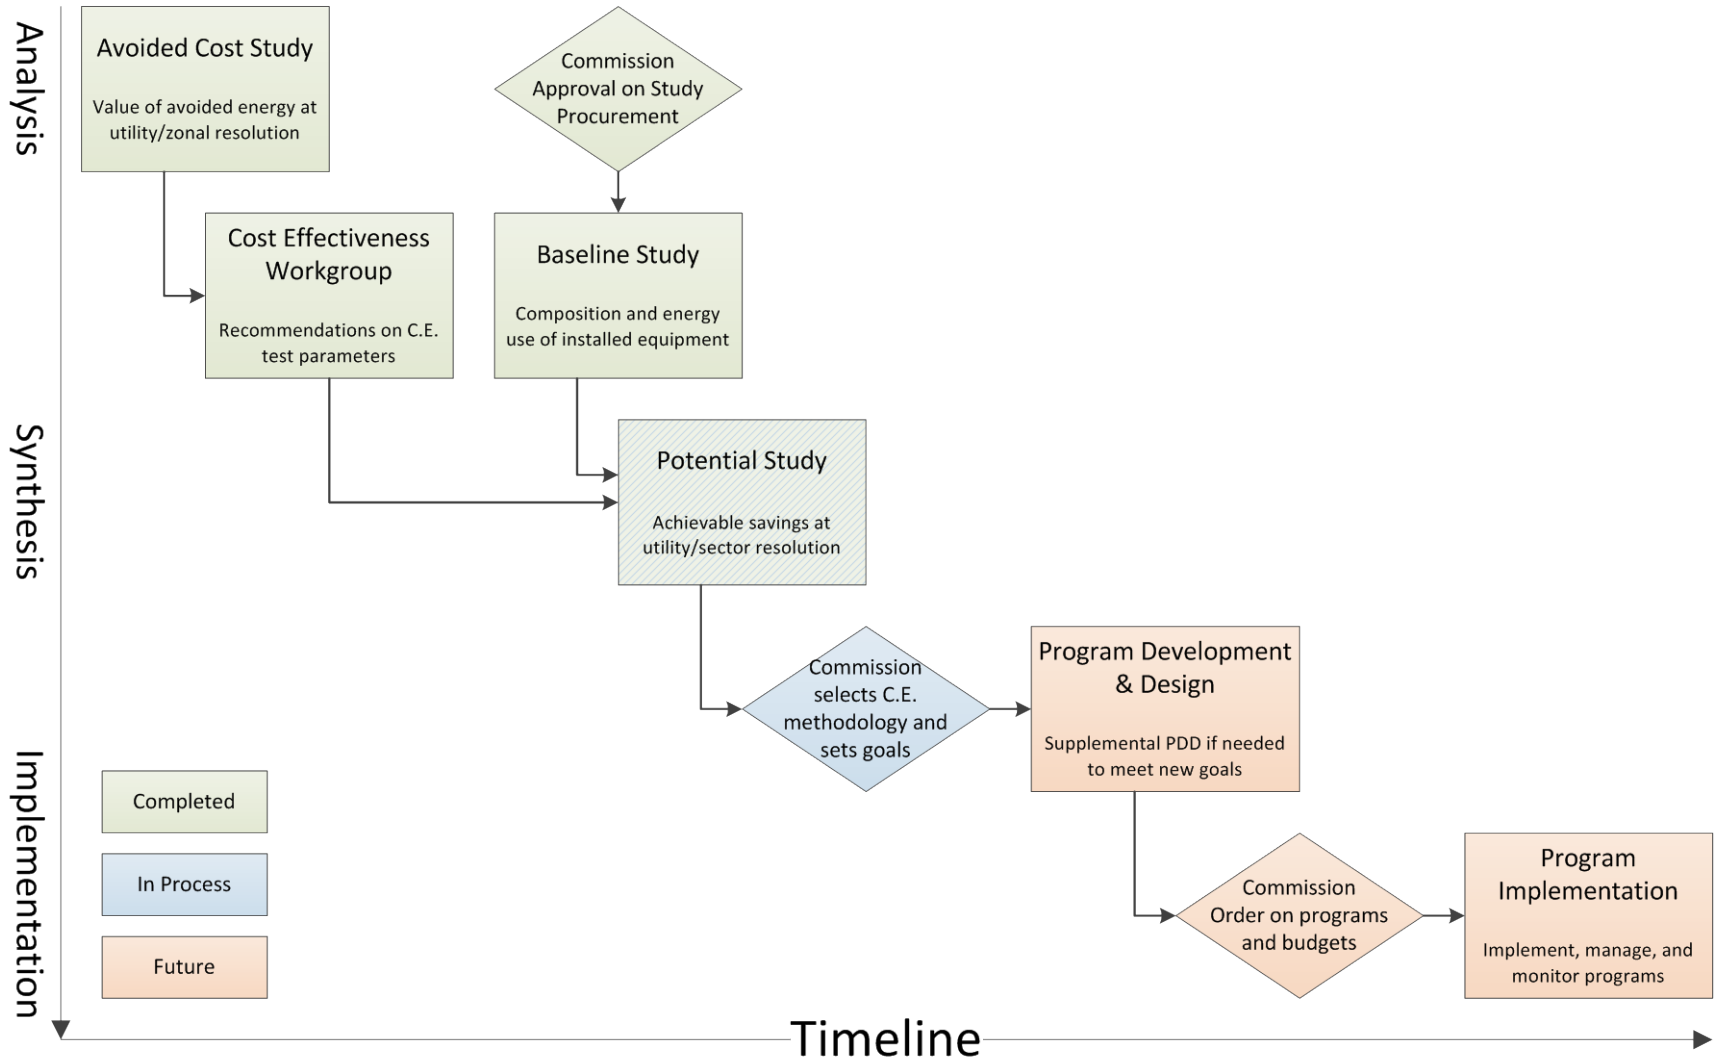 Analysis
Avoided Cost Study
Value of avoided energy at
utility/zonal resolution
Commission
Approval on Study
Procurement
Cost Effectiveness
Workgroup
Recommendations on C.E.
test parameters
Baseline Study
Composition and energy
use of installed equipment
Synthesis
Potential Study
Achievable savings at
utility/sector resolution
Commission
selects C.E.
methodology and
sets goals
Program Development
& Design
Supplemental PDD if needed
to meet new goals
Implementation
Completed
In Process
Future
Commission
Order on programs
and budgets
Program
Implementation
Implement, manage, and
monitor programs
Timeline